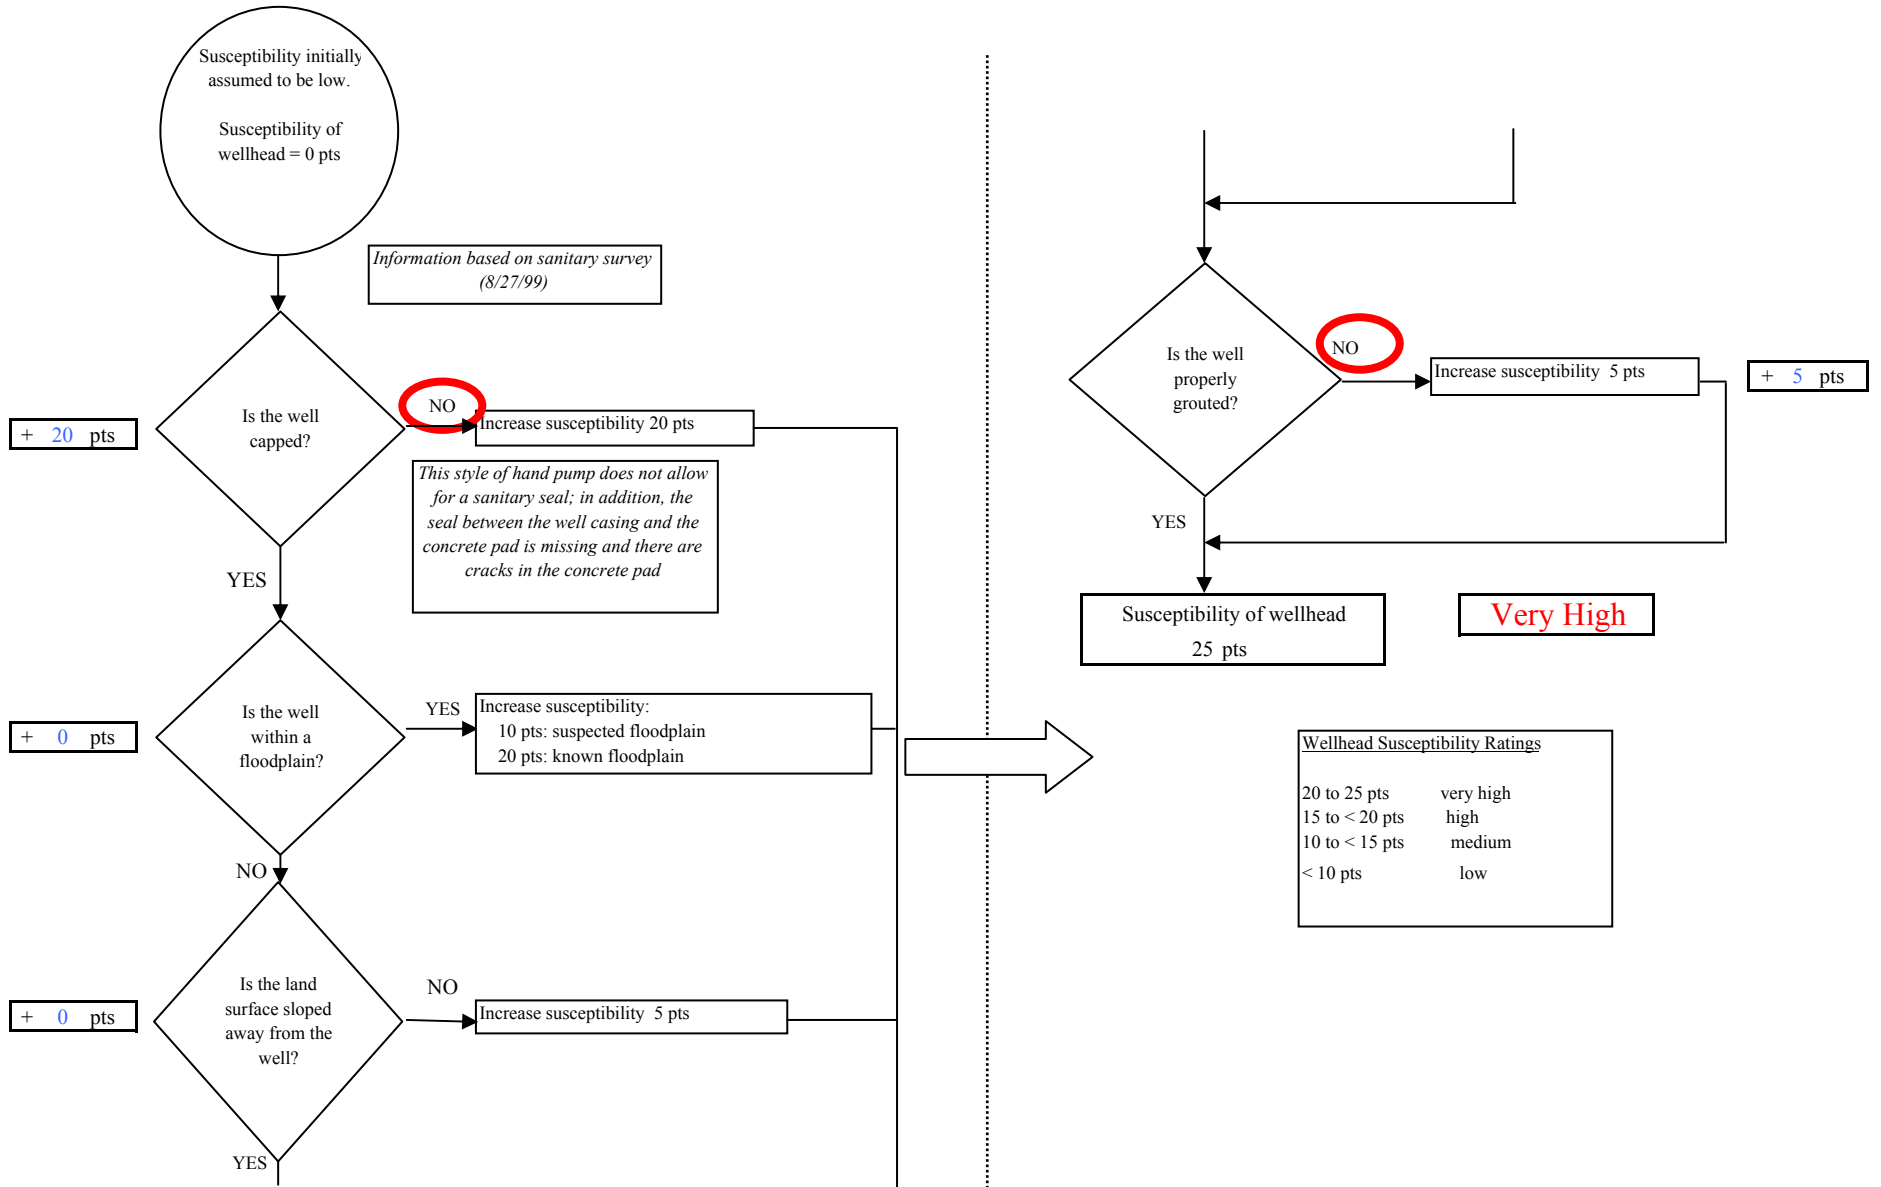 Susceptibility initially
assumed to be low.
Susceptibility of
wellhead = 0 pts
Information based on sanitary survey
(8/27/99)
+ 20 pts
Is the well
capped?
NO
Increase susceptibility 20 pts
This style of hand pump does not allow
for a sanitary seal; in addition, the
seal between the well casing and the
concrete pad is missing and there are
cracks in the concrete pad
YES
+ 0 pts
Is the well
within a
floodplain?
YES
Increase susceptibility:
10 pts: suspected floodplain
20 pts: known floodplain
NO
+ 0 pts
Is the land
surface sloped
away from the
well?
NO
Increase susceptibility 5 pts
YES
Is the well
properly
grouted?
NO
Increase susceptibility 5 pts
+ 5 pts
YES
Susceptibility of wellhead
25 pts
Very High
Wellhead Susceptibility Ratings
20 to 25 pts very high
15 to < 20 pts high
10 to < 15 pts medium
< 10 pts low